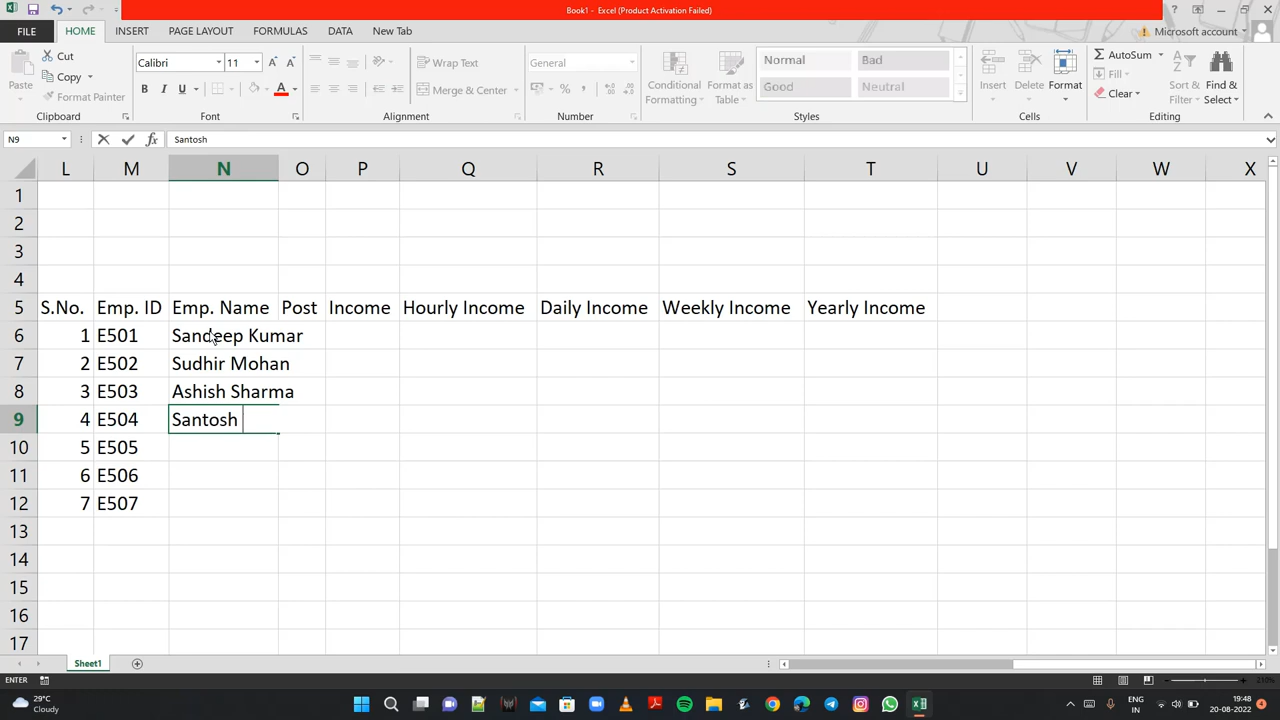 Book1 - Excel (Product Activation Failed)
FILE HOME INSERT PAGE LAYOUT FORMULAS DATA New Tab Microsoft account
Paste Cut Copy Format Painter Clipboard
Calibri 11 B I U A Font
Wrap Text Merge & Center Alignment
General % , Number
Conditional Formatting Format as Table Normal Bad Good Neutral Styles
Insert Delete Format Cells
AutoSum Fill Clear Sort & Filter Find & Select Editing
N9 fx Santosh
L M N O P Q R S T U V W X
1
2
3
4
5 S.No. Emp. ID Emp. Name Post Income Hourly Income Daily Income Weekly Income Yearly Income
6 1 E501 Sandeep Kumar
7 2 E502 Sudhir Mohan
8 3 E503 Ashish Sharma
9 4 E504 Santosh
10 5 E505
11 6 E506
12 7 E507
13
14
15
16
17
Sheet1
ENTER 210%
29°C ENG 19:48
Cloudy IN 20-08-2022